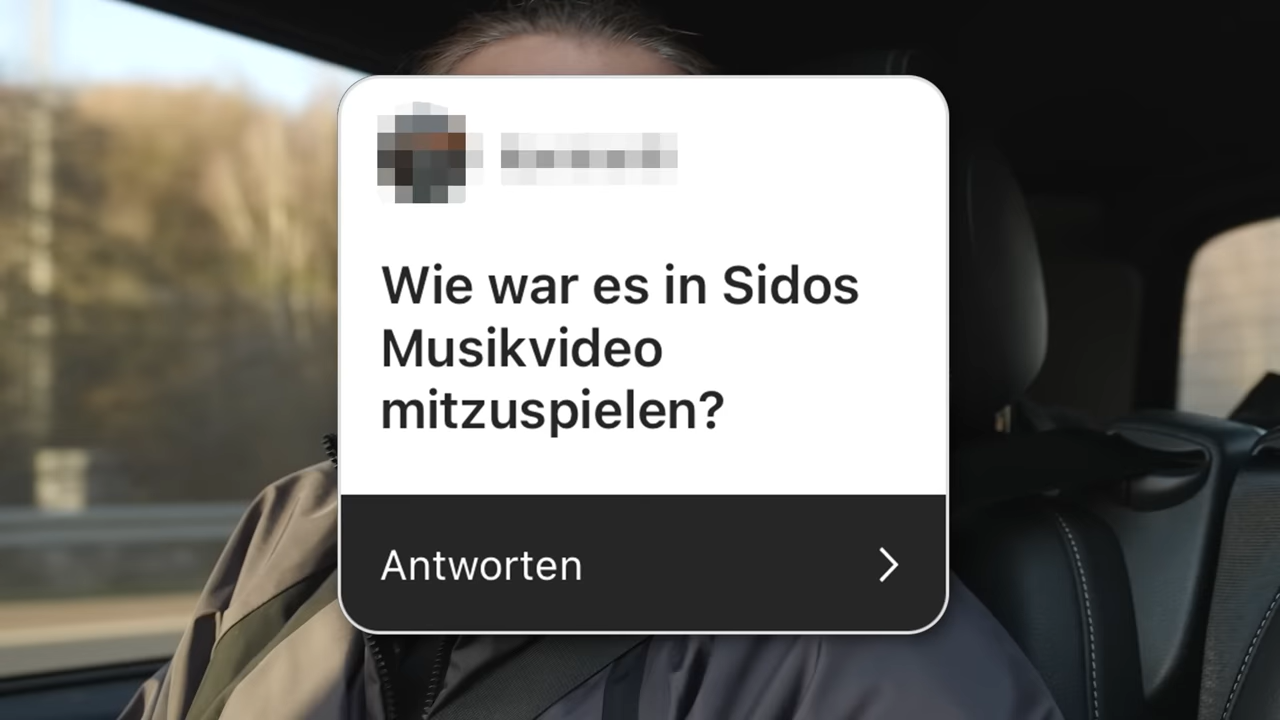 Wie war es in Sidos
Musikvideo
mitzuspielen?
Antworten